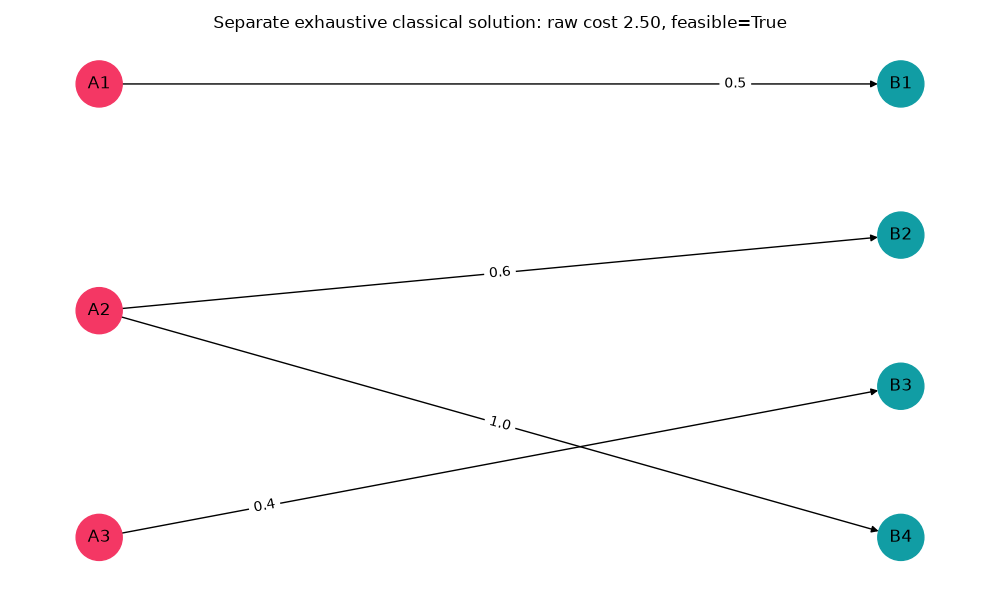 Separate exhaustive classical solution: raw cost 2.50, feasible=True
A1
0.5
B1
B2
0.6
A2
B3
1.0
0.4
A3
B4